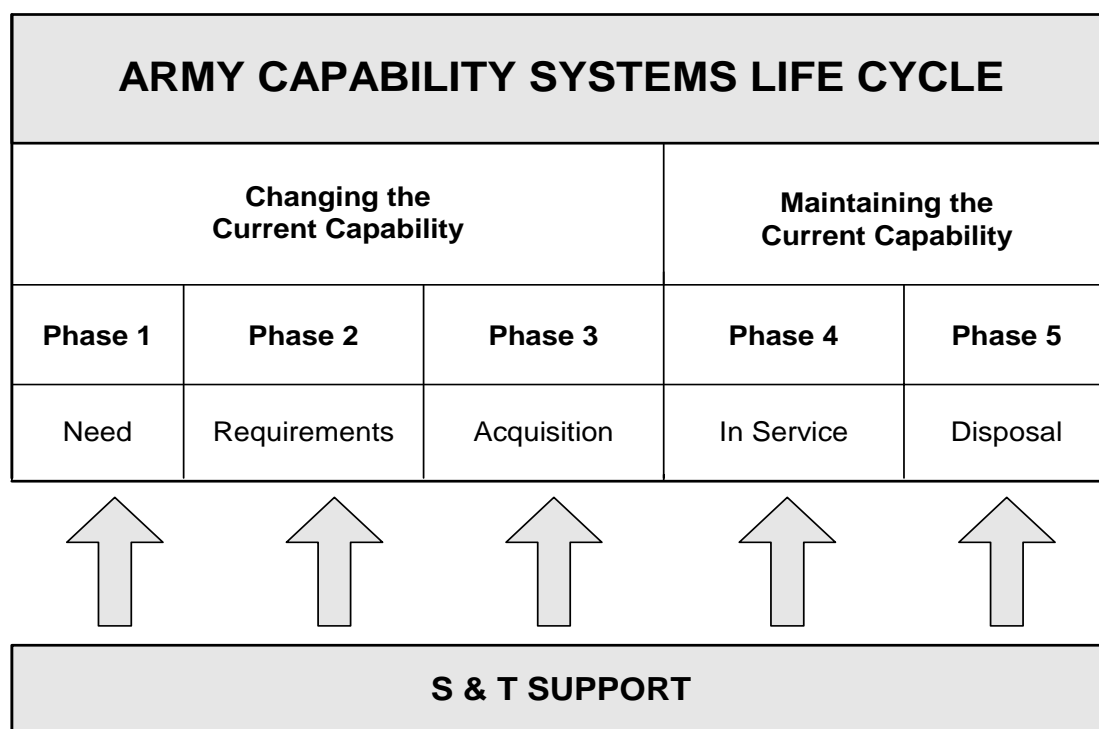 ARMY CAPABILITY SYSTEMS LIFE CYCLE
Changing the
Current Capability
Maintaining the
Current Capability
Phase 1
Phase 2
Phase 3
Phase 4
Phase 5
Need
Requirements
Acquisition
In Service
Disposal
S & T SUPPORT